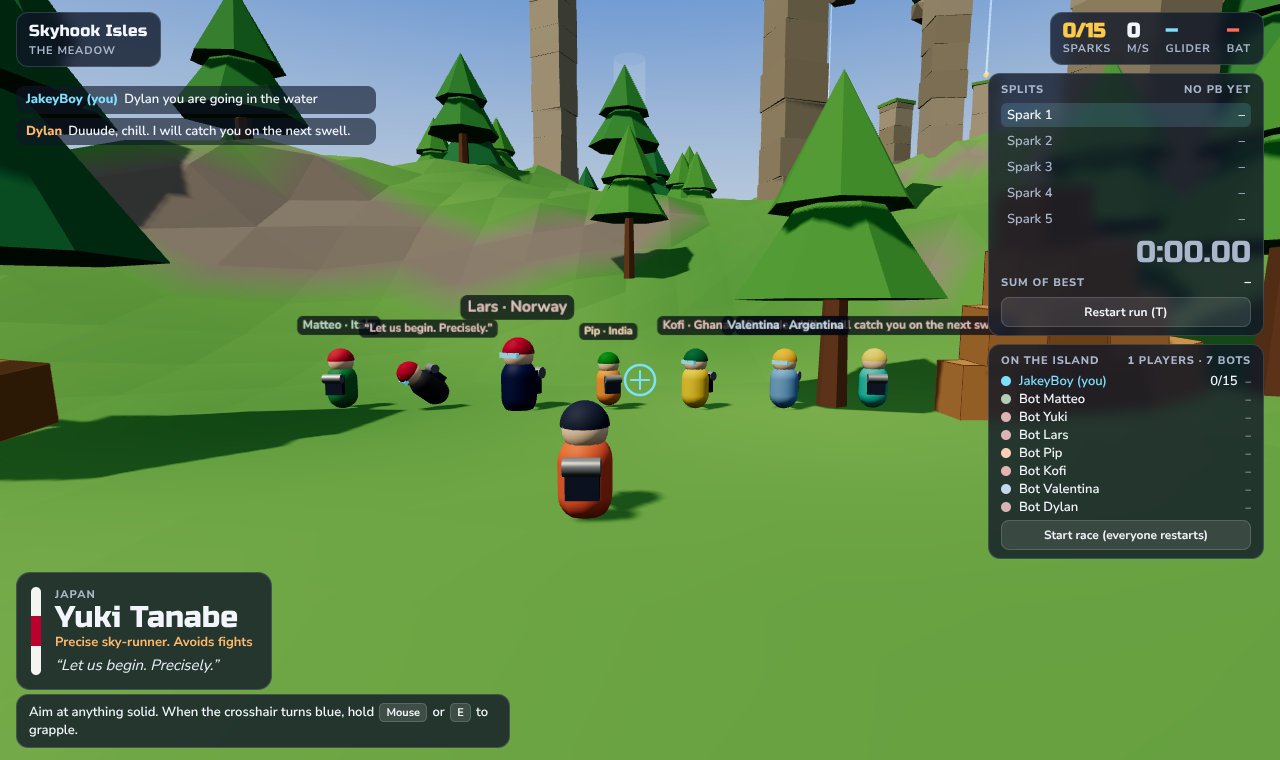 Skyhook Isles
THE MEADOW
JakeyBoy (you) Dylan you are going in the water
Dylan Duuude, chill. I will catch you on the next swell.
0/15 SPARKS
0 M/S
– GLIDER
– BAT
SPLITS NO PB YET
Spark 1 –
Spark 2 –
Spark 3 –
Spark 4 –
Spark 5 –
0:00.00
SUM OF BEST –
Restart run (T)
ON THE ISLAND 1 PLAYERS · 7 BOTS
JakeyBoy (you) 0/15 –
Bot Matteo –
Bot Yuki –
Bot Lars –
Bot Pip –
Bot Kofi –
Bot Valentina –
Bot Dylan –
Start race (everyone restarts)
Lars · Norway
Matteo ·
"Let us begin. Precisely."
Pip · India
Kofi ·
Valentina · Argentina
catch you on the next
JAPAN
Yuki Tanabe
Precise sky-runner. Avoids fights
“Let us begin. Precisely.”
Aim at anything solid. When the crosshair turns blue, hold Mouse or E to
grapple.